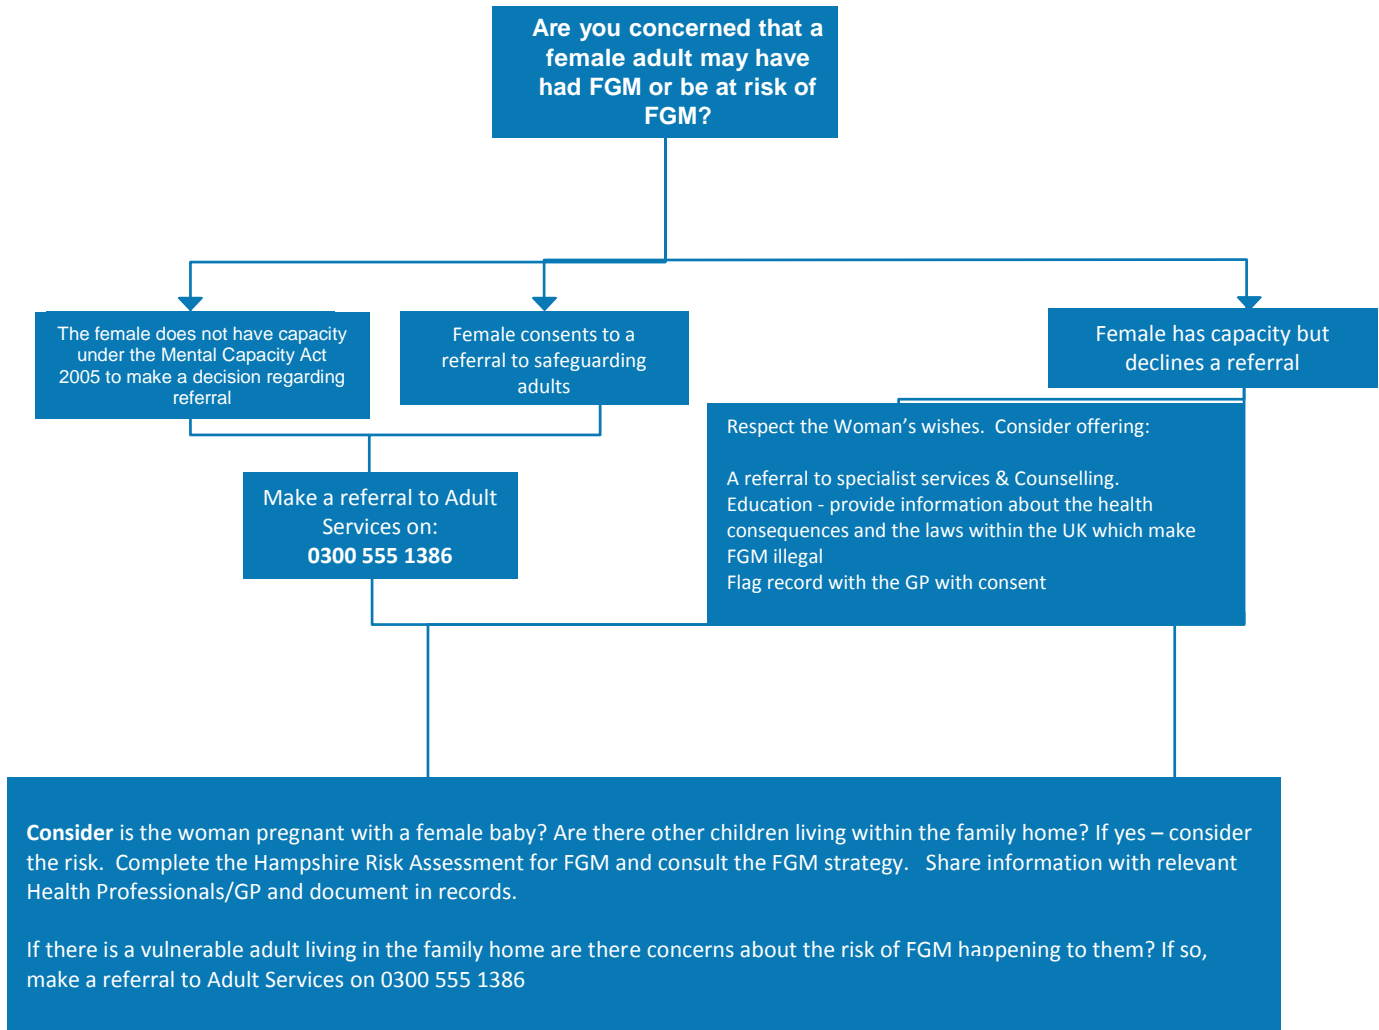 Are you concerned that a
female adult may have
had FGM or be at risk of
FGM?
The female does not have capacity
under the Mental Capacity Act
2005 to make a decision regarding
referral
Female consents to a
referral to safeguarding
adults
Female has capacity but
declines a referral
Respect the Woman’s wishes.  Consider offering:
A referral to specialist services & Counselling.
Education - provide information about the health
consequences and the laws within the UK which make
FGM illegal
Flag record with the GP with consent
Make a referral to Adult
Services on:
0300 555 1386
Consider is the woman pregnant with a female baby? Are there other children living within the family home? If yes – consider
the risk.  Complete the Hampshire Risk Assessment for FGM and consult the FGM strategy.   Share information with relevant
Health Professionals/GP and document in records.
If there is a vulnerable adult living in the family home are there concerns about the risk of FGM happening to them? If so,
make a referral to Adult Services on 0300 555 1386